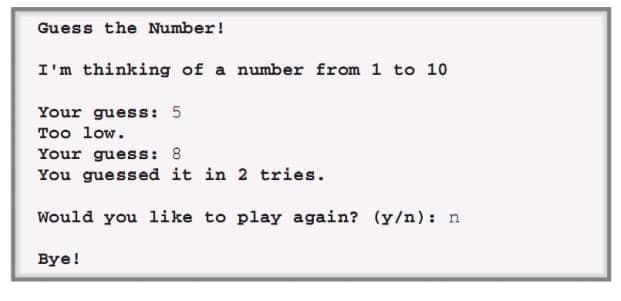 Guess the Number!
I'm thinking of a number from 1 to 10
Your guess: 5
Too low.
Your guess: 8
You guessed it in 2 tries.
Would you like to play again? (y/n): n
Bye!